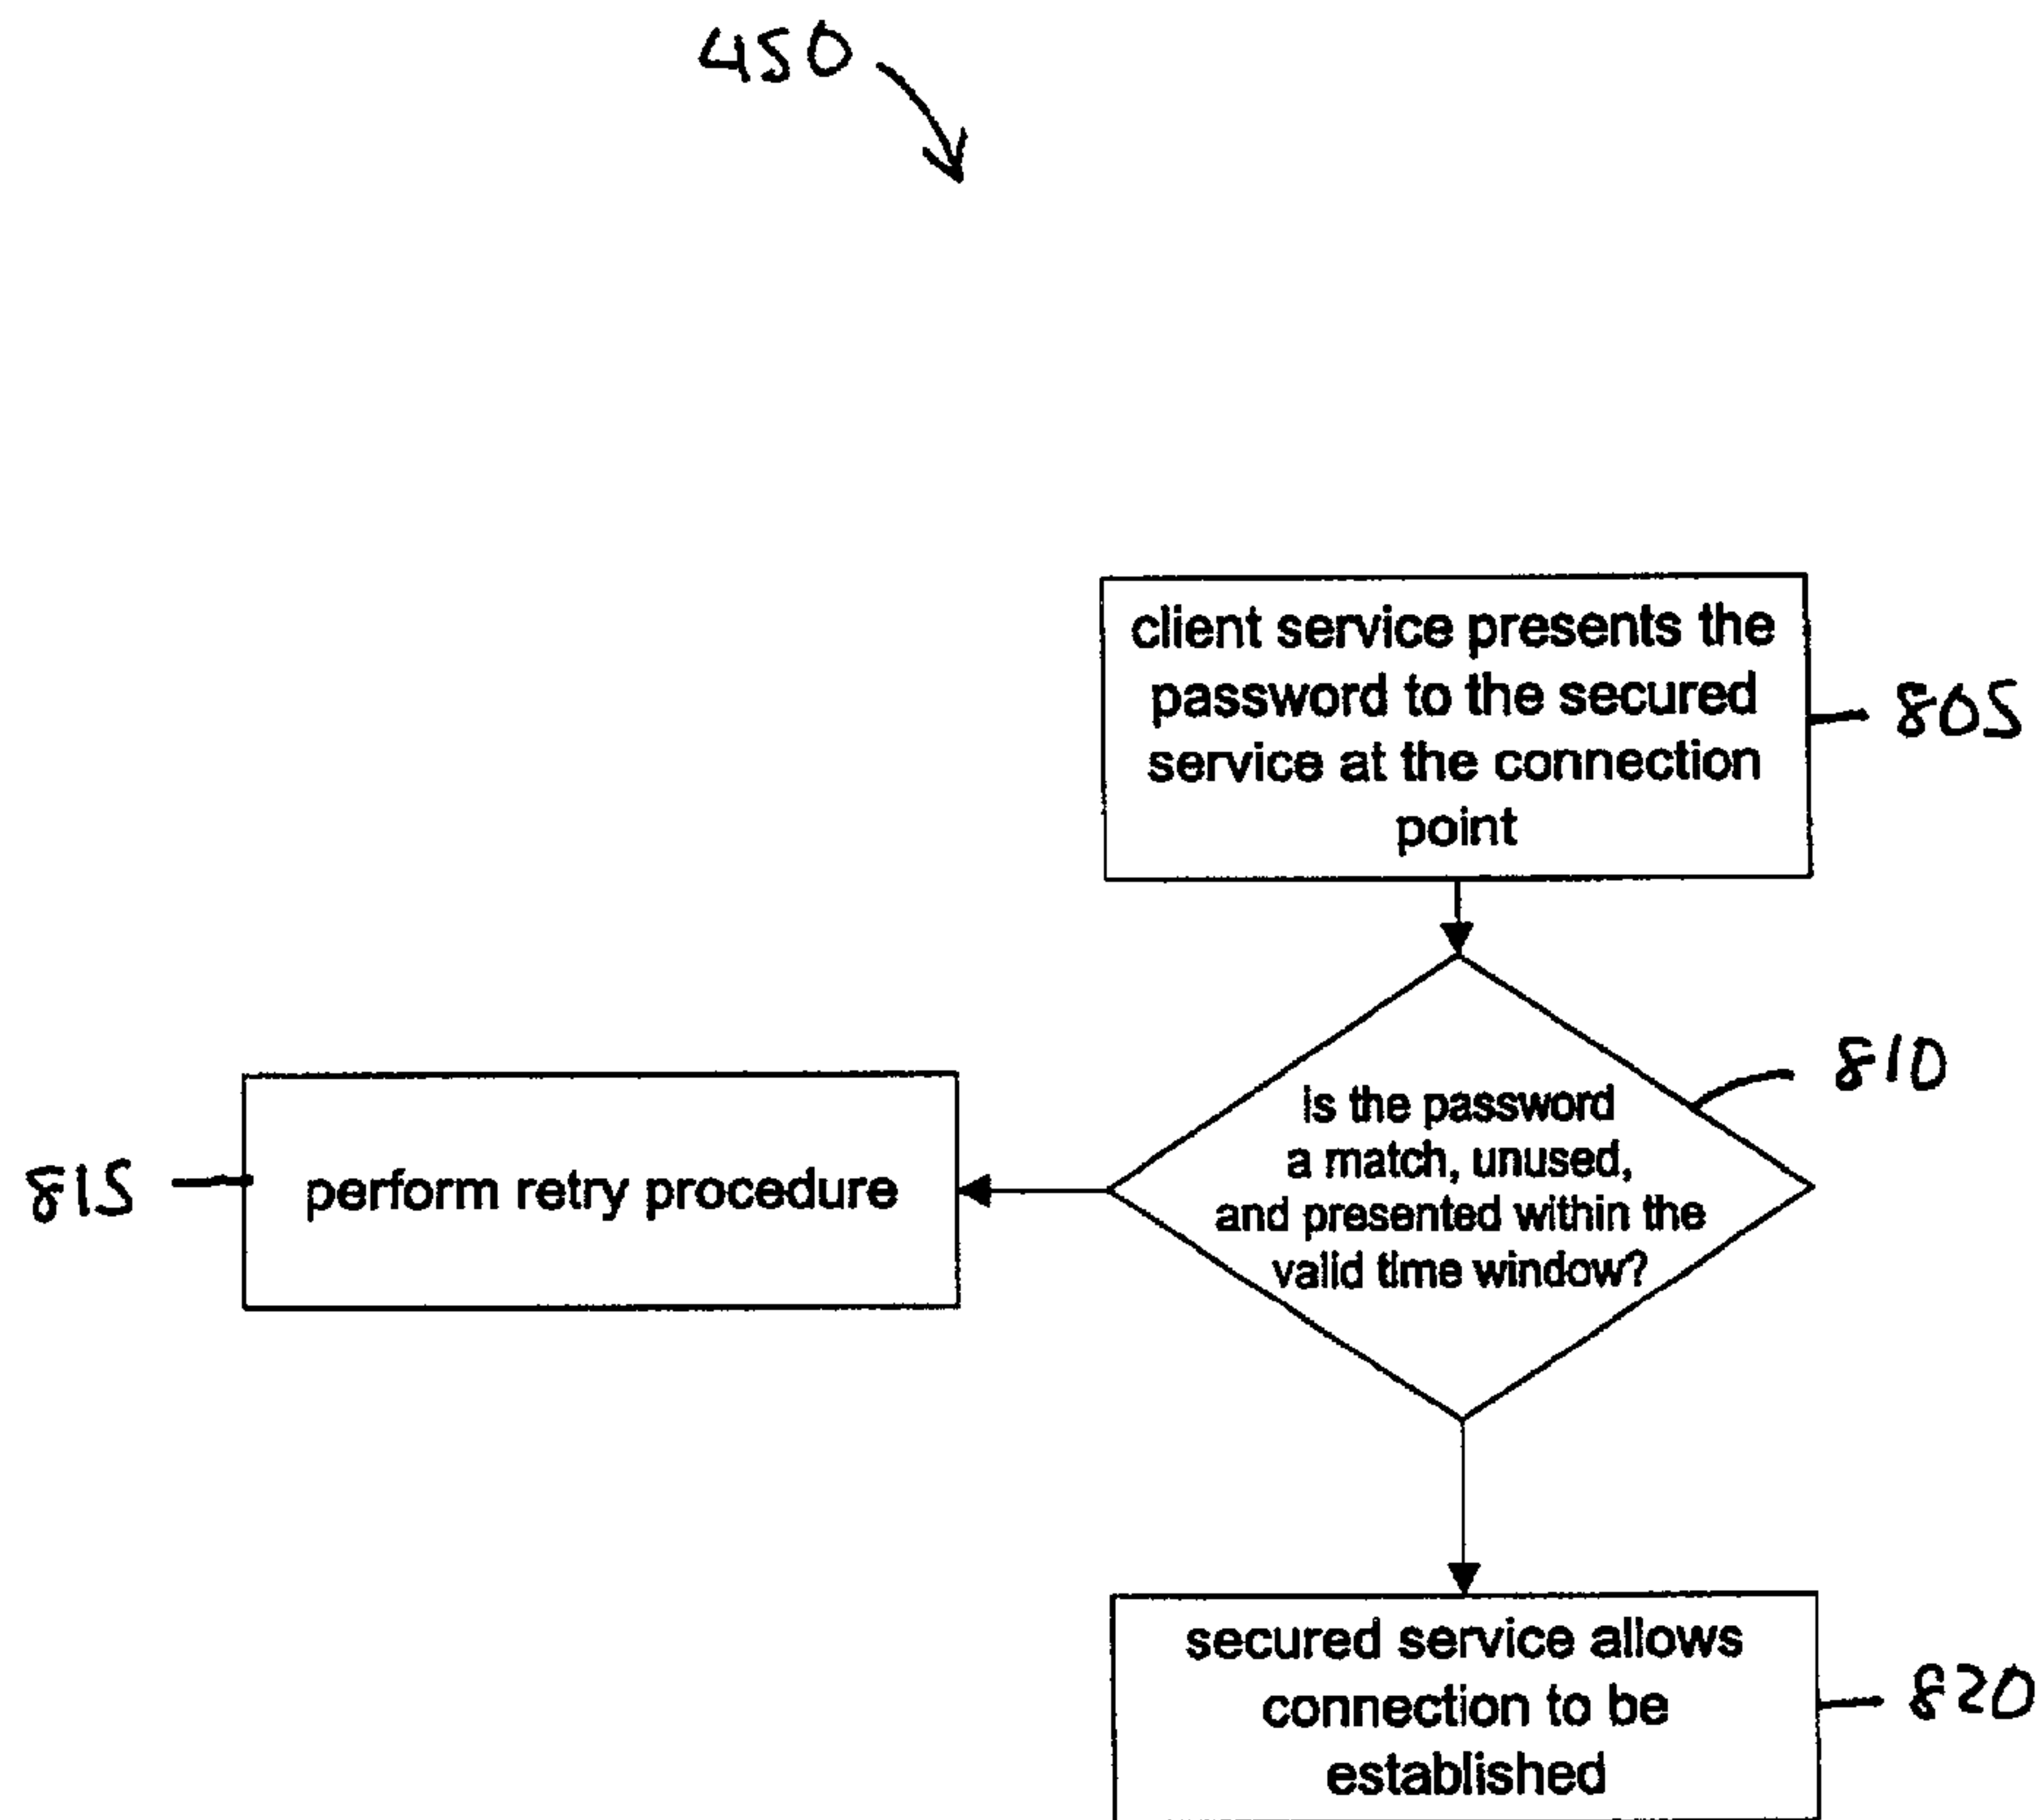 450
client service presents the
password to the secured
service at the connection
point
805
810
is the password
a match, unused,
and presented within the
valid time window?
815
perform retry procedure
secured service allows
connection to be
established
820